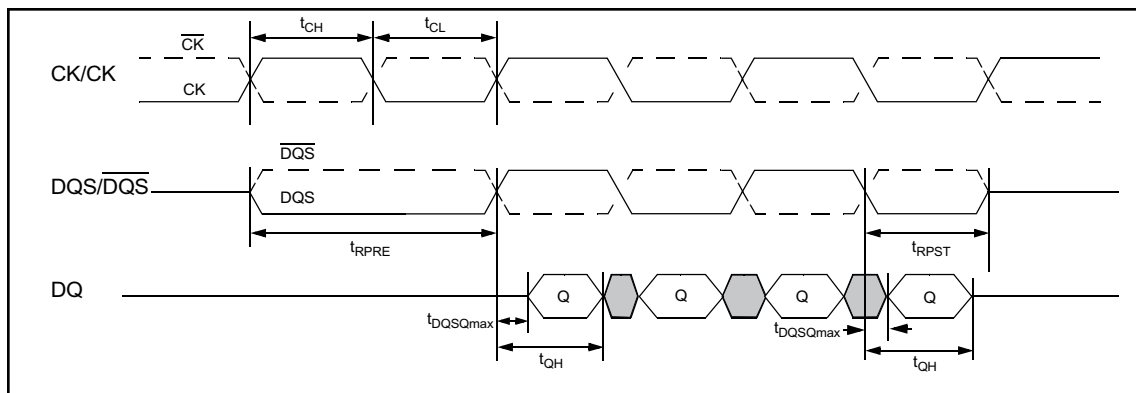 tCH tCL
CK
CK/CK
CK
DQS
DQS/DQS
DQS
tRPRE tRPST
DQ
Q Q Q Q
tDQSQmax tDQSQmax
tQH tQH